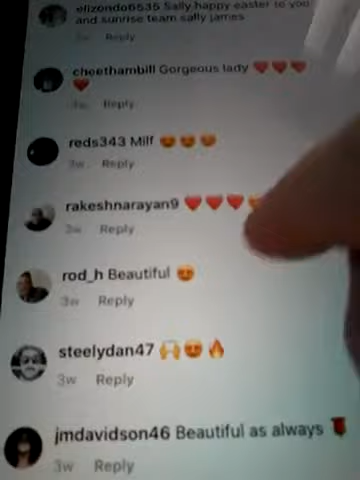 elizondo6535 Sally happy easter to you
and sunrise team sally james
3w Reply
cheethambill Gorgeous lady ❤️❤️❤️
❤️
3w Reply
reds343 Milf 😍😍😍
3w Reply
rakeshnarayan9 ❤️❤️❤️
3w Reply
rod_h Beautiful 😍
3w Reply
steelydan47 🙌😍🔥
3w Reply
jmdavidson46 Beautiful as always 🌹
3w Reply